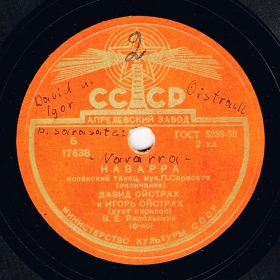 2
СССР
David u. Igor Oistrach
АПРЕЛЕВСКИЙ ЗАВОД
P. Sarasate:
Б
17638
ГОСТ 5289-50
2 кл.
- Navarra -
НАВАРРА
испанский танец, муз. П. Сарасате
(окончание)
ДАВИД ОЙСТРАХ
и ИГОРЬ ОЙСТРАХ
(дуэт скрипок)
В. Е. Ямпольский
(ф-но)
МИНИСТЕРСТВО КУЛЬТУРЫ СССР